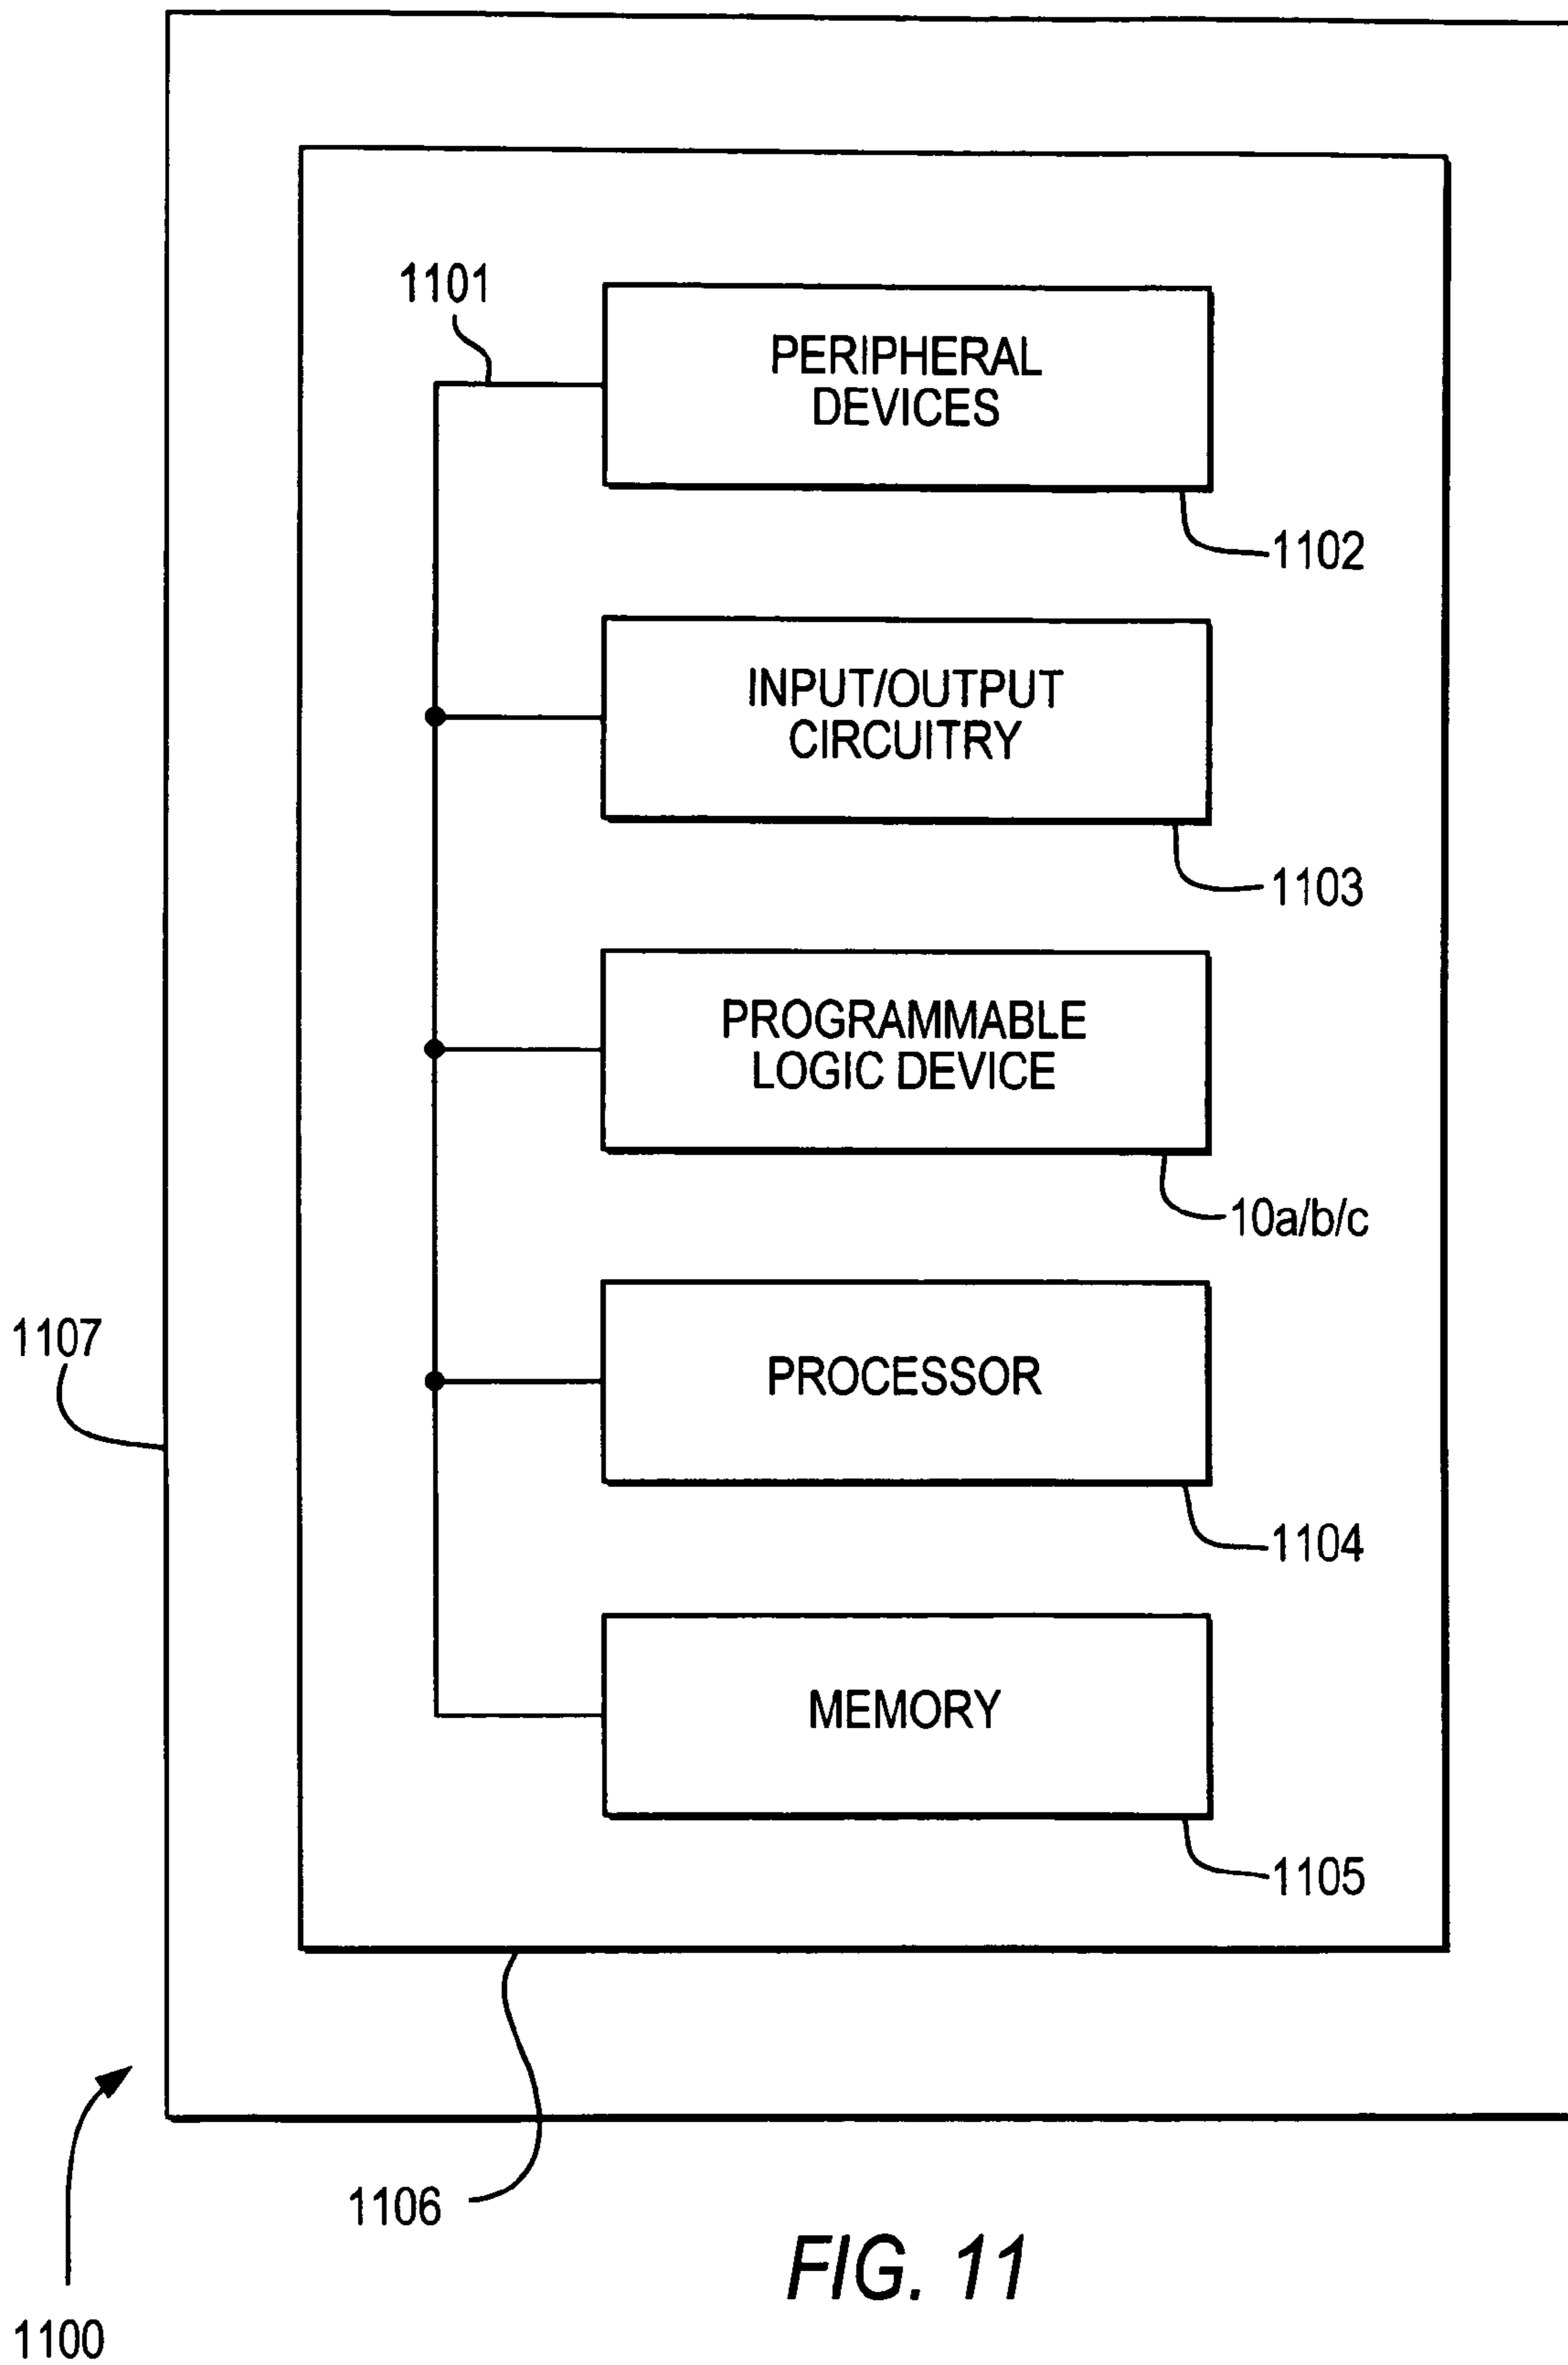 1101
PERIPHERAL
DEVICES
1102
INPUT/OUTPUT
CIRCUITRY
1103
PROGRAMMABLE
LOGIC DEVICE
10a/b/c
1107
PROCESSOR
1104
MEMORY
1105
1106
FIG. 11
1100